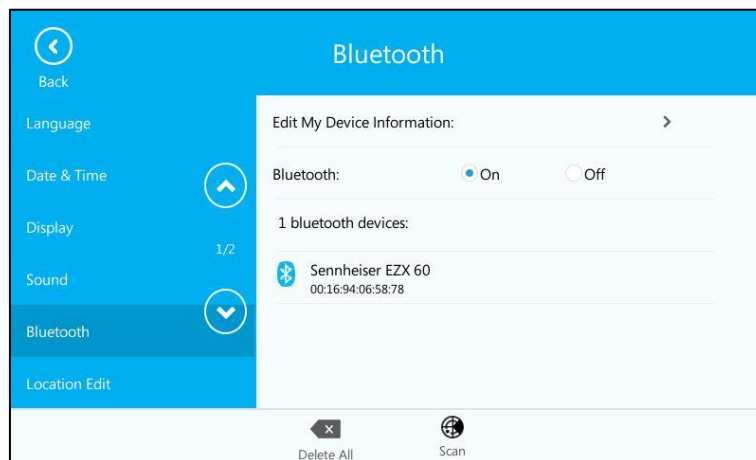 Bluetooth
Back
Language
Date & Time
Display
1/2
Sound
Bluetooth
Location Edit
Edit My Device Information:
Bluetooth: On Off
1 bluetooth devices:
Sennheiser EZX 60
00:16:94:06:58:78
Delete All
Scan